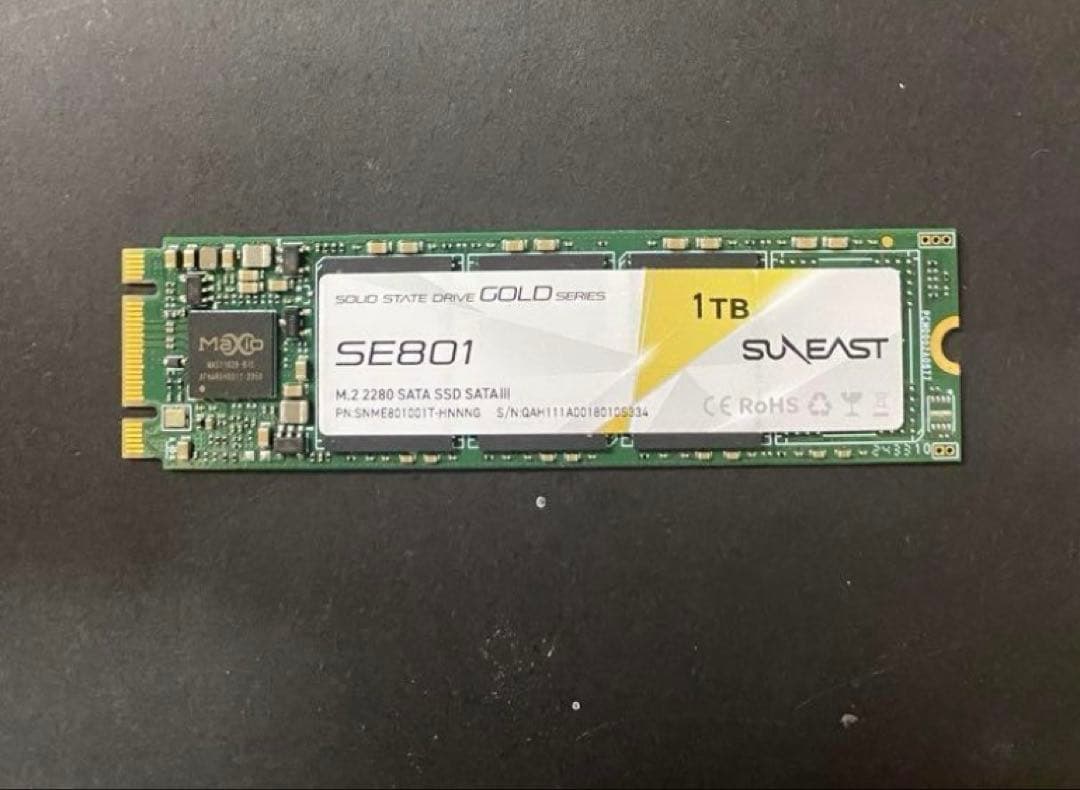 SOLID STATE DRIVE GOLD SERIES
1TB
SE801
SUNEAST
M.2 2280 SATA SSD SATAIII
PN:SNME801001T-HNNNG S/N:QAH111A00180105334
CE RoHS
Maxio
10